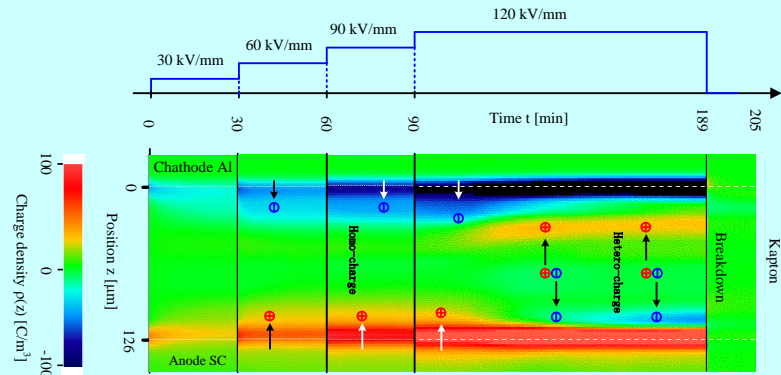 120 kV/mm
90 kV/mm
60 kV/mm
30 kV/mm
Time t [min]
0
30
60
90
189
205
Chathode Al
Anode SC
Homo-charge
Hetero-charge
Breakdown
Kapton
0
126
Position z [μm]
100
0
-100
Charge density ρ(z) [C/m³]